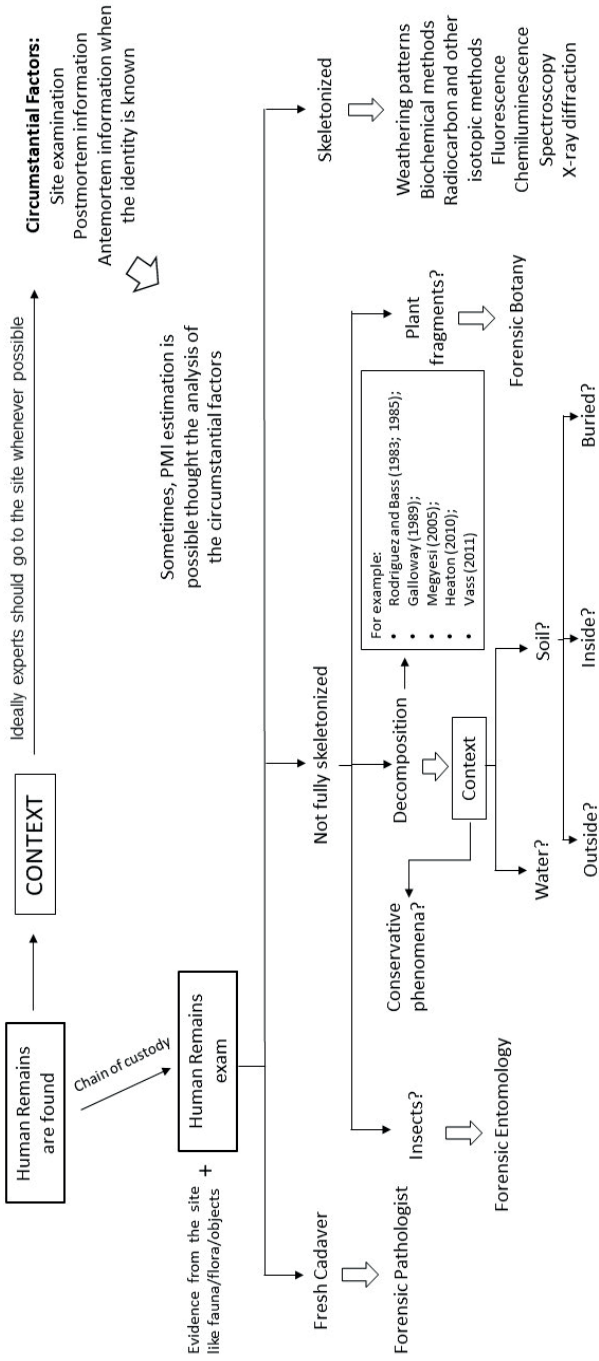 Human Remains
are found
CONTEXT
Ideally experts should go to the site whenever possible
Circumstantial Factors:
Site examination
Postmortem information
Antemortem information when
the identity is known
Sometimes, PMI estimation is
possible thought the analysis of
the circumstantial factors
Chain of custody
Evidence from the site
like fauna/flora/objects
+
Human Remains
exam
Fresh Cadaver
Forensic Pathologist
Not fully skeletonized
Insects?
Forensic Entomology
Decomposition
For example:
• Rodriguez and Bass (1983; 1985);
• Galloway (1989);
• Megyesi (2005);
• Heaton (2010);
• Vass (2011)
Context
Conservative
phenomena?
Water?
Soil?
Outside?
Inside?
Buried?
Plant
fragments?
Forensic Botany
Skeletonized
Weathering patterns
Biochemical methods
Radiocarbon and other
isotopic methods
Fluorescence
Chemiluminescence
Spectroscopy
X-ray diffraction